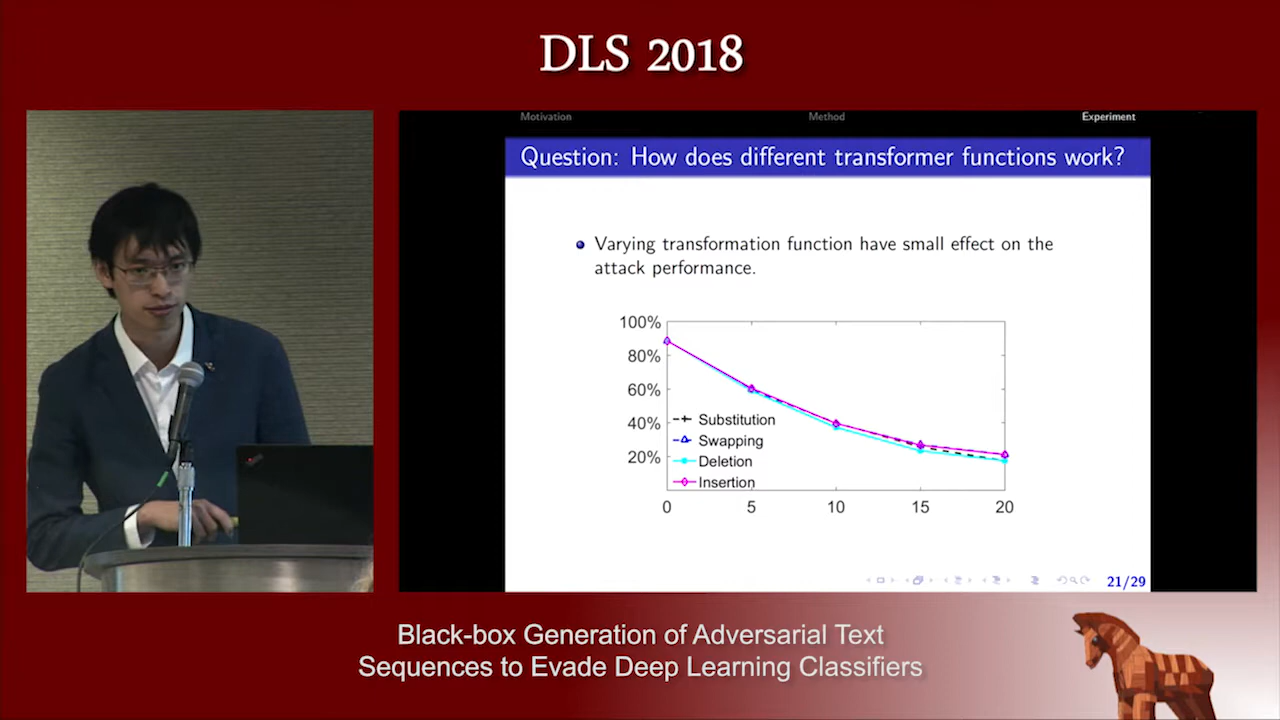 DLS 2018
Motivation
Method
Experiment
Question: How does different transformer functions work?
Varying transformation function have small effect on the
attack performance.
100%
80%
60%
40%
20%
Substitution
Swapping
Deletion
Insertion
0 5 10 15 20
21/29
Black-box Generation of Adversarial Text
Sequences to Evade Deep Learning Classifiers